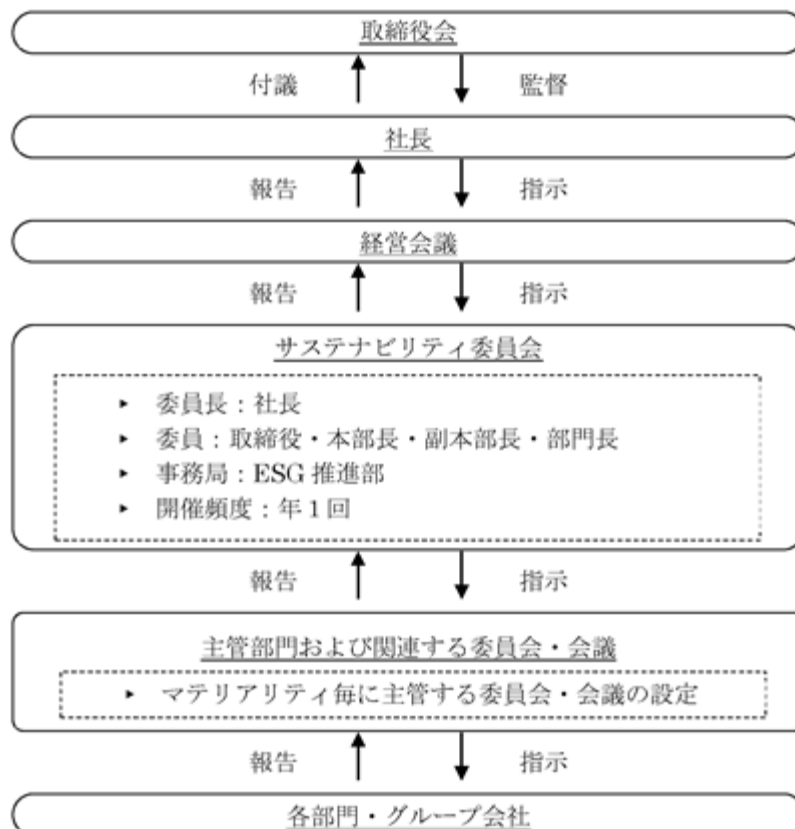 取締役会
付議 監督
社長
報告 指示
経営会議
報告 指示
サステナビリティ委員会
▸ 委員長：社長
▸ 委員：取締役・本部長・副本部長・部門長
▸ 事務局：ESG 推進部
▸ 開催頻度：年 1 回
報告 指示
主管部門および関連する委員会・会議
▸ マテリアリティ毎に主管する委員会・会議の設定
報告 指示
各部門・グループ会社